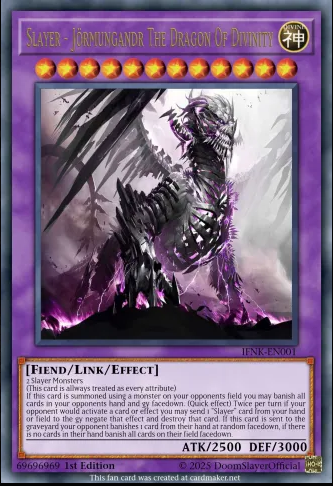 Slayer - Jörmungandr The Dragon Of Divinity
DIVINE
神
IFNK-EN001
[Fiend/Link/Effect]
2 Slayer Monsters
(This card is allways treated as every attribute)
If this card is summoned using a monster on your opponents field you may banish all
cards in your opponents hand and gy facedown. (Quick effect) Twice per turn if your
opponent would activate a card or effect you may send 1 "Slayer" card from your hand
or field to the gy negate that effect and destroy that card. If this card is sent to the
graveyard your opponent banishes 1 card from their hand at random facedown, if there
is no cards in their hand banish all cards on their field facedown.
ATK/2500 DEF/3000
69696969 1st Edition
© 2025 DoomSlayerOfficial
This fan card was created at cardmaker.net